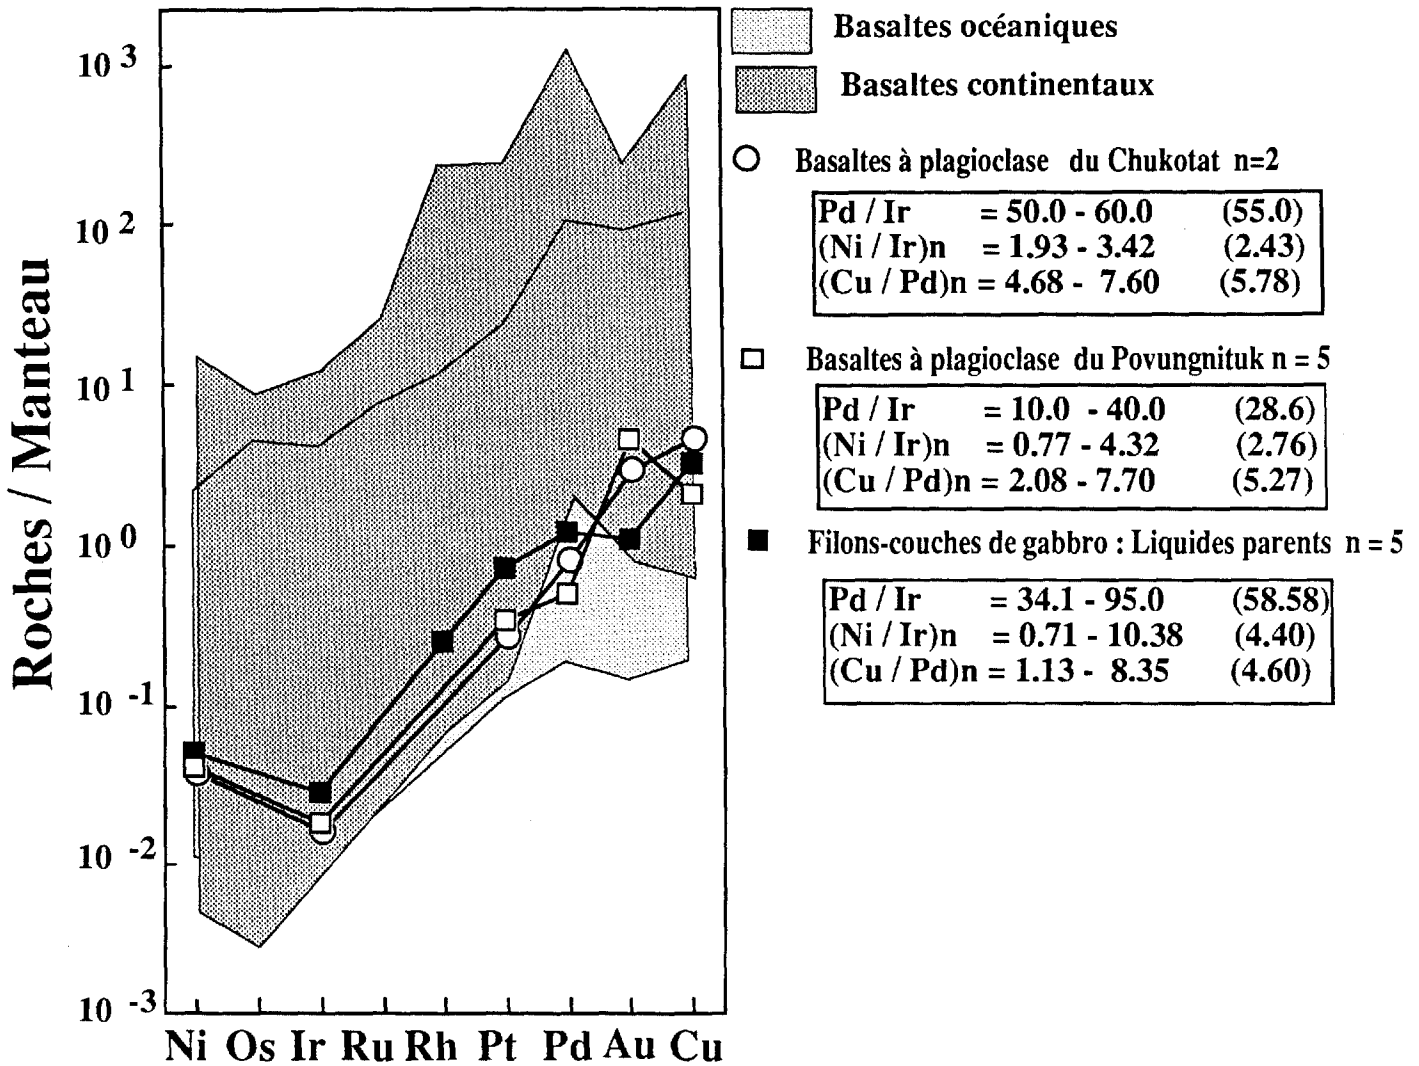 Basaltes océaniques
Basaltes continentaux
Basaltes à plagioclase du Chukotat n=2
Pd / Ir = 50.0 - 60.0 (55.0)
(Ni / Ir)n = 1.93 - 3.42 (2.43)
(Cu / Pd)n = 4.68 - 7.60 (5.78)
Basaltes à plagioclase du Povungnituk n = 5
Pd / Ir = 10.0 - 40.0 (28.6)
(Ni / Ir)n = 0.77 - 4.32 (2.76)
(Cu / Pd)n = 2.08 - 7.70 (5.27)
Filons-couches de gabbro : Liquides parents n = 5
Pd / Ir = 34.1 - 95.0 (58.58)
(Ni / Ir)n = 0.71 - 10.38 (4.40)
(Cu / Pd)n = 1.13 - 8.35 (4.60)
Roches / Manteau
10 3
10 2
10 1
10 0
10 -1
10 -2
10 -3
Ni Os Ir Ru Rh Pt Pd Au Cu